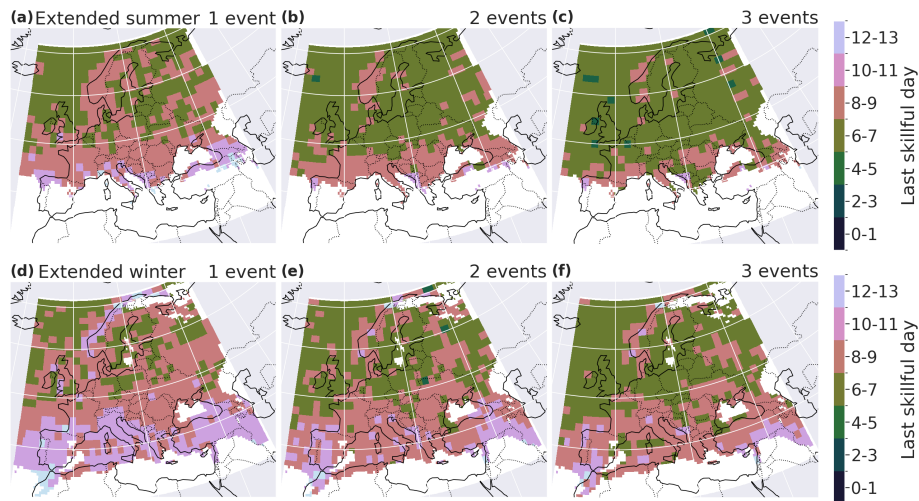 (a) Extended summer 1 event
(b) 2 events
(c) 3 events
12-13
10-11
8-9
6-7
4-5
2-3
0-1
Last skillful day
(d) Extended winter 1 event
(e) 2 events
(f) 3 events
12-13
10-11
8-9
6-7
4-5
2-3
0-1
Last skillful day